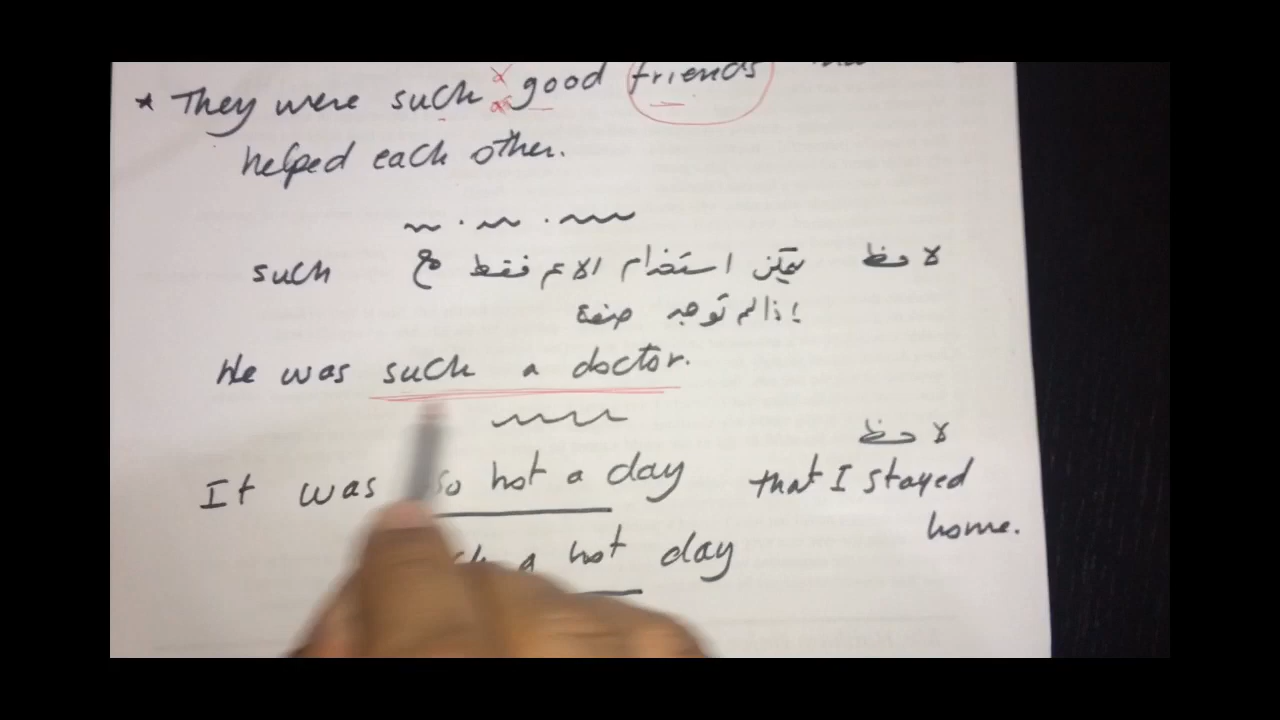 * They were such good friends
helped each other.
لاحظ يمكن استخدام الاسم فقط مع such
إذا لم توجد صفة
He was such a doctor.
لاحظ
It was so hot a day that I stayed
home.
a hot day